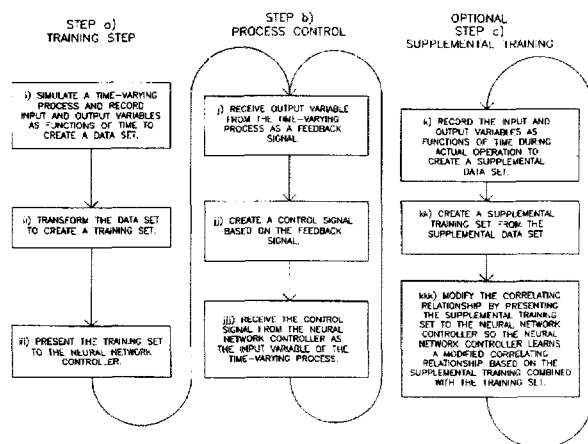 STEP a)
TRAINING STEP
i) SIMULATE A TIME-VARYING
PROCESS AND RECORD
INPUT AND OUTPUT VARIABLES
AS FUNCTIONS OF TIME TO
CREATE A DATA SET.
ii) TRANSFORM THE DATA SET
TO CREATE A TRAINING SET.
iii) PRESENT THE TRAINING SET
TO THE NEURAL NETWORK
CONTROLLER.
STEP b)
PROCESS CONTROL
j) RECEIVE OUTPUT VARIABLE
FROM THE TIME-VARYING
PROCESS AS A FEEDBACK
SIGNAL.
jj) CREATE A CONTROL SIGNAL
BASED ON THE FEEDBACK
SIGNAL.
jjj) RECEIVE THE CONTROL
SIGNAL FROM THE NEURAL
NETWORK CONTROLLER AS
THE INPUT VARIABLE OF THE
TIME-VARYING PROCESS.
OPTIONAL
STEP c)
SUPPLEMENTAL TRAINING
k) RECORD THE INPUT AND
OUTPUT VARIABLES AS
FUNCTIONS OF TIME DURING
ACTUAL OPERATION TO
CREATE A SUPPLEMENTAL
DATA SET.
kk) CREATE A SUPPLEMENTAL
TRAINING SET FROM THE
SUPPLEMENTAL DATA SET
kkk) MODIFY THE CORRELATING
RELATIONSHIP BY PRESENTING
THE SUPPLEMENTAL TRAINING
SET TO THE NEURAL NETWORK
CONTROLLER SO THE NEURAL
NETWORK CONTROLLER LEARNS
A MODIFIED CORRELATING
RELATIONSHIP BASED ON THE
SUPPLEMENTAL TRAINING COMBINED
WITH THE TRAINING SET.